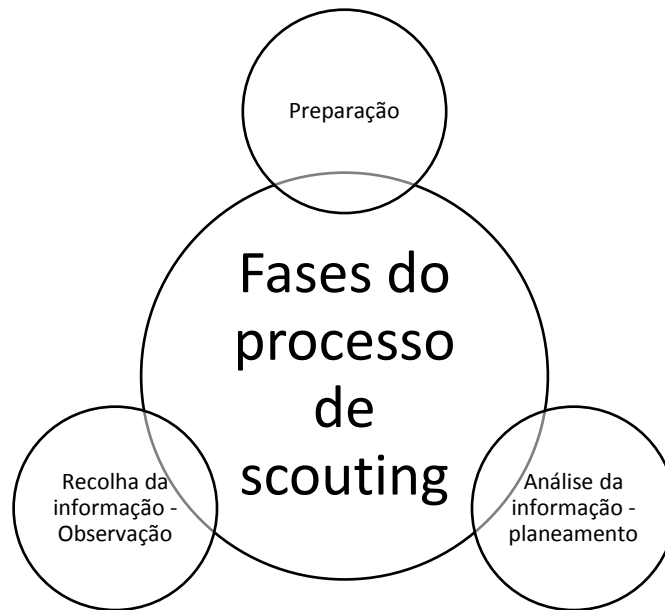 Preparação
Fases do
processo
de
scouting
Recolha da
informação -
Observação
Análise da
informação -
planeamento